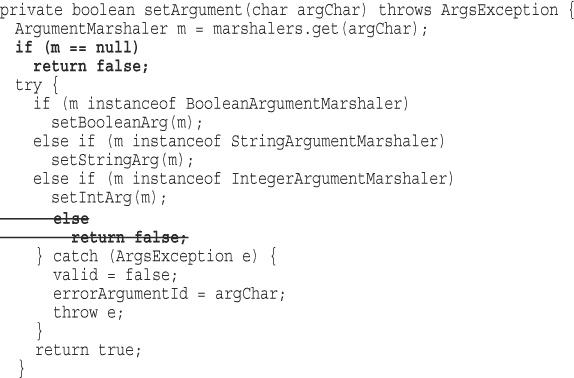 private boolean setArgument(char argChar) throws ArgsException {
  ArgumentMarshaler m = marshalers.get(argChar);
  if (m == null)
    return false;
  try {
    if (m instanceof BooleanArgumentMarshaler)
      setBooleanArg(m);
    else if (m instanceof StringArgumentMarshaler)
      setStringArg(m);
    else if (m instanceof IntegerArgumentMarshaler)
      setIntArg(m);
      else
        return false;
    } catch (ArgsException e) {
      valid = false;
      errorArgumentId = argChar;
      throw e;
    }
    return true;
  }